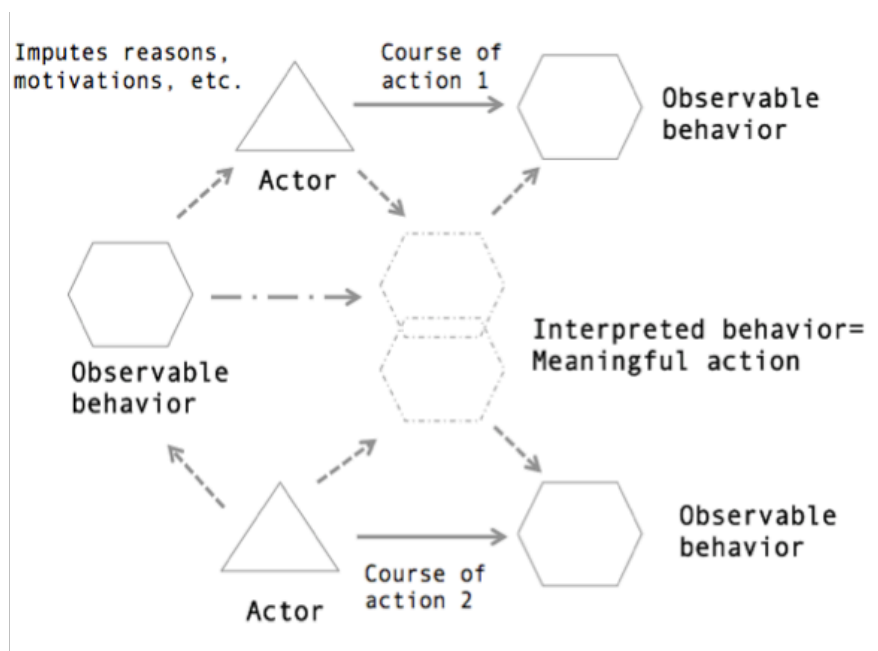 Imputes reasons,
motivations, etc.
Course of
action 1
Observable
behavior
Actor
Observable
behavior
Interpreted behavior=
Meaningful action
Observable
behavior
Course of
action 2
Actor